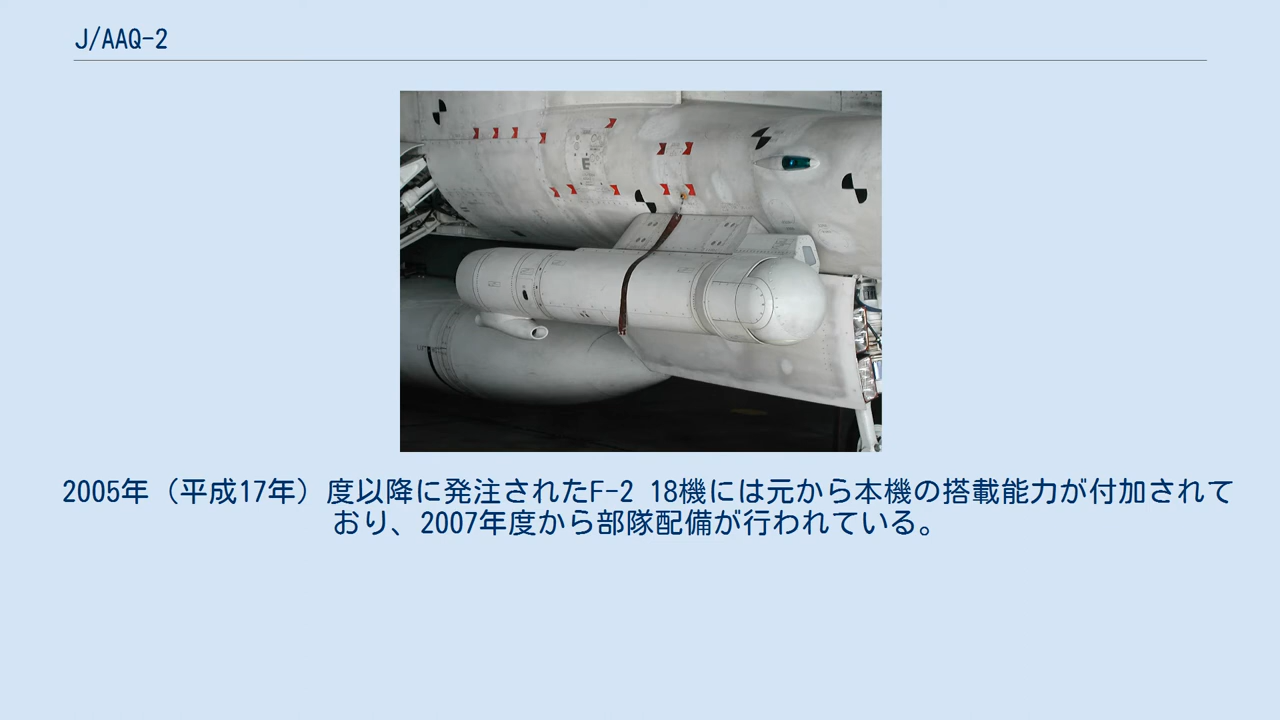 J/AAQ-2
2005年（平成17年）度以降に発注されたF-2 18機には元から本機の搭載能力が付加されて
おり、2007年度から部隊配備が行われている。